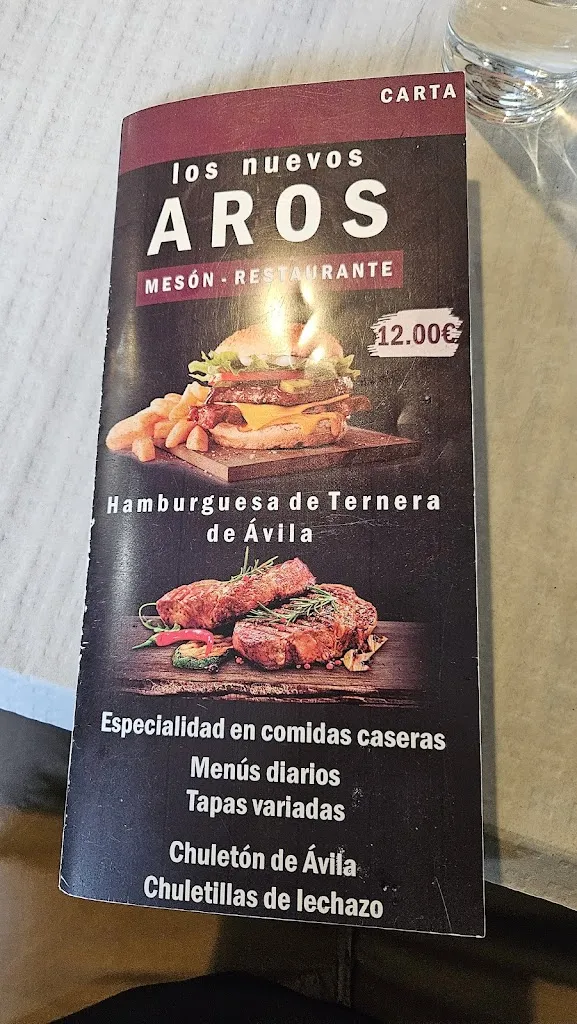 CARTA
los nuevos
AROS
MESÓN - RESTAURANTE
12.00€
Hamburguesa de Ternera
de Ávila
Especialidad en comidas caseras
Menús diarios
Tapas variadas
Chuletón de Ávila
Chuletillas de lechazo